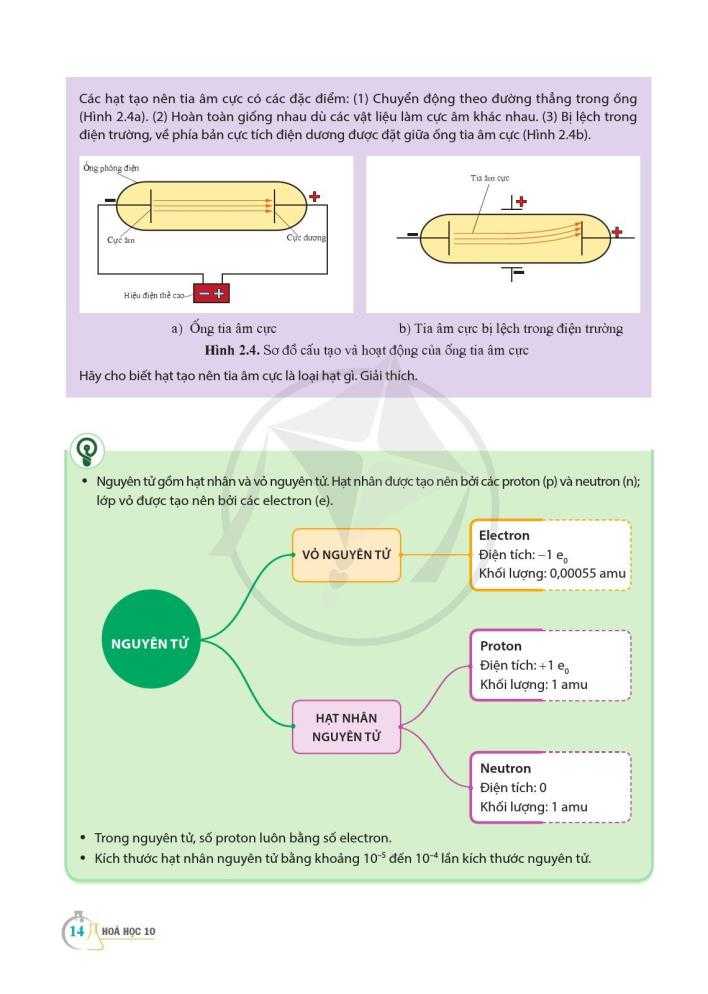 Các hạt tạo nên tia âm cực có các đặc điểm: (1) Chuyển động theo đường thẳng trong ống
(Hình 2.4a). (2) Hoàn toàn giống nhau dù các vật liệu làm cực âm khác nhau. (3) Bị lệch trong
điện trường, về phía bản cực tích điện dương được đặt giữa ống tia âm cực (Hình 2.4b).
Ống phóng điện
− +
Cực âm
Cực dương
Hiệu điện thế cao
− +
Tia âm cực
+
− +
−
a) Ống tia âm cực
b) Tia âm cực bị lệch trong điện trường
Hình 2.4. Sơ đồ cấu tạo và hoạt động của ống tia âm cực
Hãy cho biết hạt tạo nên tia âm cực là loại hạt gì. Giải thích.
• Nguyên tử gồm hạt nhân và vỏ nguyên tử. Hạt nhân được tạo nên bởi các proton (p) và neutron (n);
lớp vỏ được tạo nên bởi các electron (e).
NGUYÊN TỬ
VỎ NGUYÊN TỬ
Electron
Điện tích: −1 e₀
Khối lượng: 0,00055 amu
HẠT NHÂN
NGUYÊN TỬ
Proton
Điện tích: +1 e₀
Khối lượng: 1 amu
Neutron
Điện tích: 0
Khối lượng: 1 amu
• Trong nguyên tử, số proton luôn bằng số electron.
• Kích thước hạt nhân nguyên tử bằng khoảng 10⁻⁵ đến 10⁻⁴ lần kích thước nguyên tử.
14 HOÁ HỌC 10